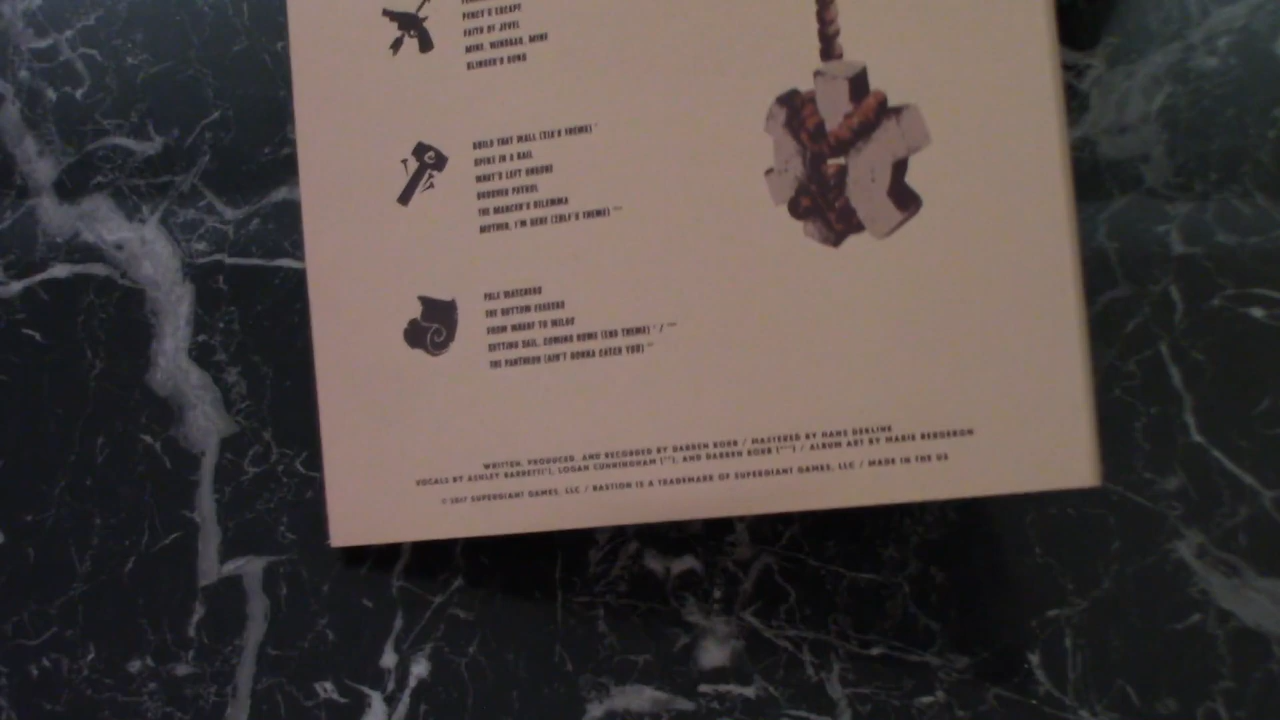 PERCY'S ESCAPE
FAITH OF JEVEL
MINE, WINDBAG, MINE
SLINGER'S SONG
BUILD THAT WALL (ZIA'S THEME) *
SPIKE IN A RAIL
WHAT'S LEFT UNDONE
BRUSHER PATROL
THE MANCER'S DILEMMA
MOTHER, I'M HERE (ZULF'S THEME) ***
PALE WATCHERS
THE BOTTOM FEEDERS
FROM WHARF TO WILDS
SETTING SAIL, COMING HOME (END THEME) * / ***
THE PANTHEON (AIN'T GONNA CATCH YOU) **
WRITTEN, PRODUCED, AND RECORDED BY DARREN KORB / MASTERED BY HANS DEKLINE
VOCALS BY ASHLEY BARRETT(*), LOGAN CUNNINGHAM (**), AND DARREN KORB (***) / ALBUM ART BY MARIE BERGERON
© 2017 SUPERGIANT GAMES, LLC / BASTION IS A TRADEMARK OF SUPERGIANT GAMES, LLC / MADE IN THE US